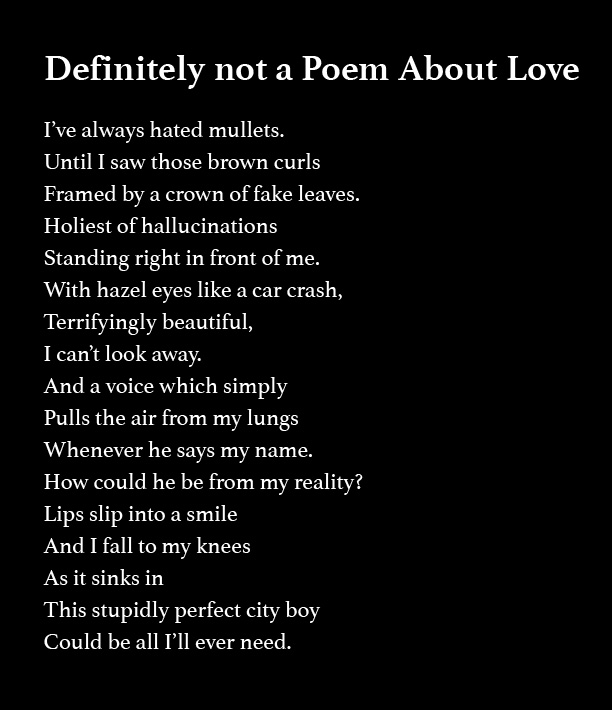 Definitely not a Poem About Love
I’ve always hated mullets.
Until I saw those brown curls
Framed by a crown of fake leaves.
Holiest of hallucinations
Standing right in front of me.
With hazel eyes like a car crash,
Terrifyingly beautiful,
I can’t look away.
And a voice which simply
Pulls the air from my lungs
Whenever he says my name.
How could he be from my reality?
Lips slip into a smile
And I fall to my knees
As it sinks in
This stupidly perfect city boy
Could be all I’ll ever need.